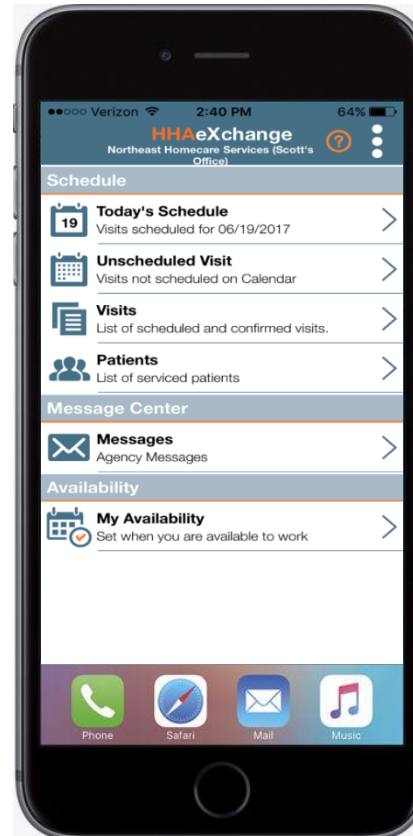 Verizon 2:40 PM 64%
HHAeXchange
?
Northeast Homecare Services (Scott's
Office)
Schedule
19
Today's Schedule
Visits scheduled for 06/19/2017
Unscheduled Visit
Visits not scheduled on Calendar
Visits
List of scheduled and confirmed visits.
Patients
List of serviced patients
Message Center
Messages
Agency Messages
Availability
My Availability
Set when you are available to work
Phone Safari Mail Music